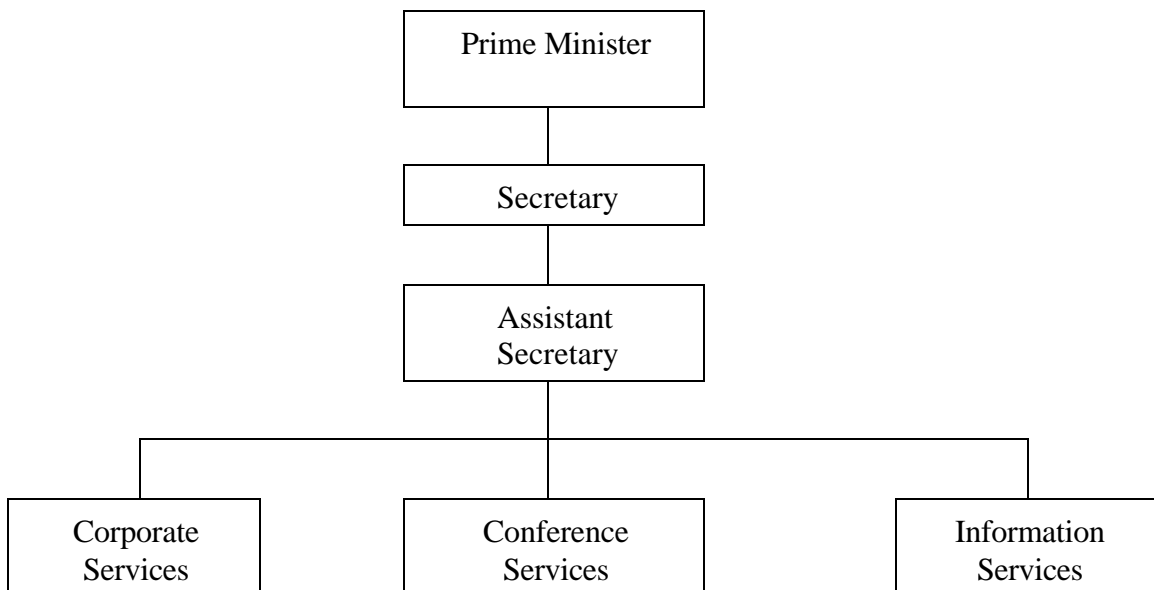 Prime Minister
Secretary
Assistant
Secretary
Corporate
Services
Conference
Services
Information
Services